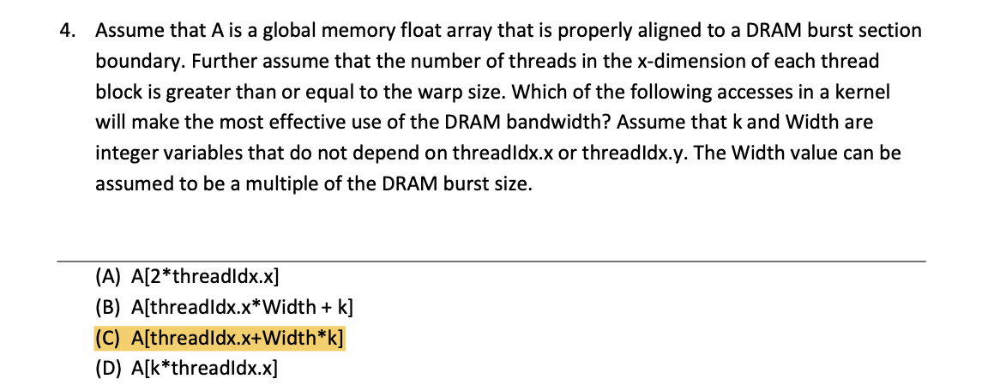 4. Assume that A is a global memory float array that is properly aligned to a DRAM burst section
boundary. Further assume that the number of threads in the x-dimension of each thread
block is greater than or equal to the warp size. Which of the following accesses in a kernel
will make the most effective use of the DRAM bandwidth? Assume that k and Width are
integer variables that do not depend on threadIdx.x or threadIdx.y. The Width value can be
assumed to be a multiple of the DRAM burst size.
(A) A[2*threadIdx.x]
(B) A[threadIdx.x*Width + k]
(C) A[threadIdx.x+Width*k]
(D) A[k*threadIdx.x]